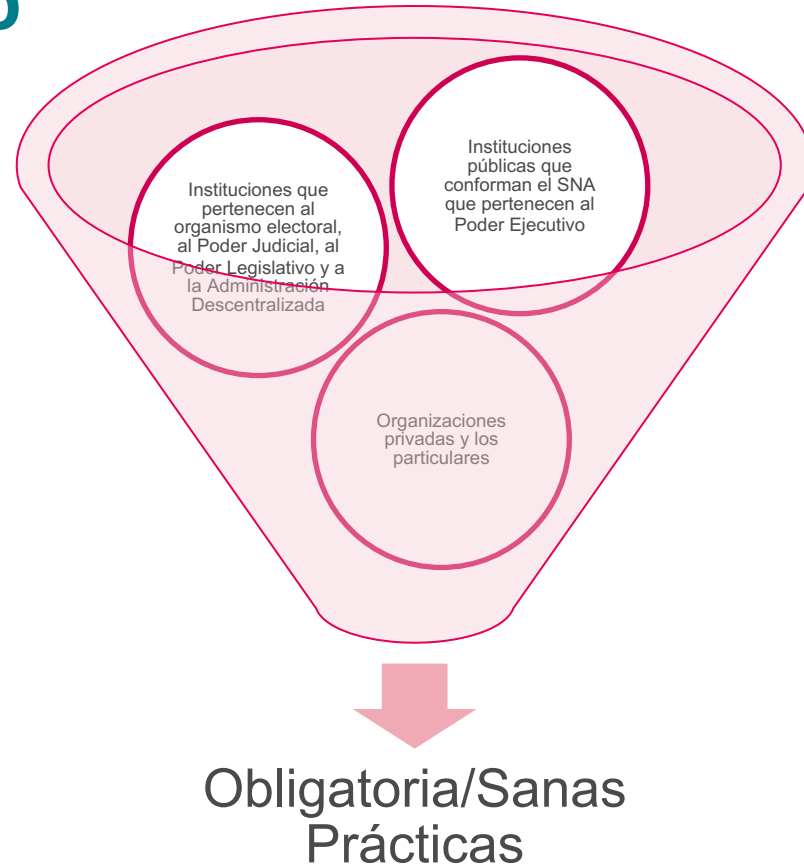 Instituciones
públicas que
conforman el SNA
que pertenecen al
Poder Ejecutivo
Instituciones que
pertenecen al
organismo electoral,
al Poder Judicial, al
Poder Legislativo y a
la Administración
Descentralizada
Organizaciones
privadas y los
particulares
Obligatoria/Sanas
Prácticas